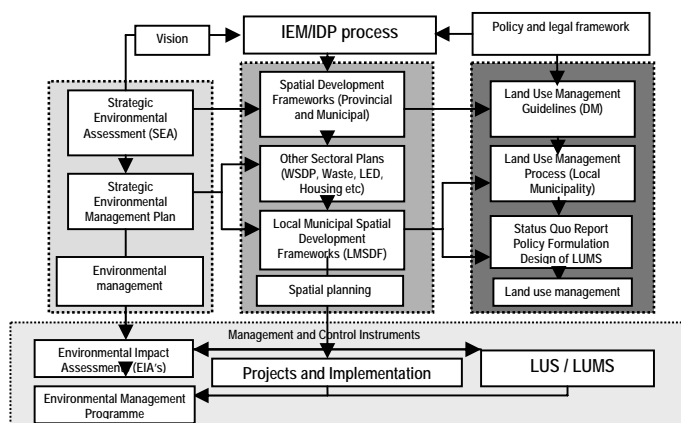 Vision
IEM/IDP process
Policy and legal framework
Strategic
Environmental
Assessment (SEA)
Strategic
Environmental
Management Plan
Environmental
management
Spatial Development
Frameworks (Provincial
and Municipal)
Other Sectoral Plans
(WSDP, Waste, LED,
Housing etc)
Local Municipal Spatial
Development
Frameworks (LMSDF)
Spatial planning
Land Use Management
Guidelines (DM)
Land Use Management
Process (Local
Municipality)
Status Quo Report
Policy Formulation
Design of LUMS
Land use management
Management and Control Instruments
Environmental Impact
Assessment (EIA's)
Projects and Implementation
LUS / LUMS
Environmental Management
Programme